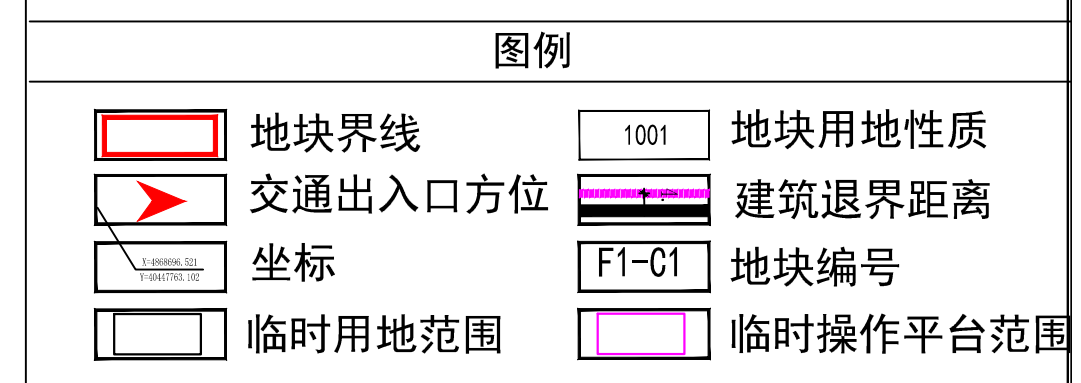 图例
地块界线
1001
地块用地性质
交通出入口方位
建筑退界距离
X=4868696.521
Y=40447763.102
坐标
F1-C1
地块编号
临时用地范围
临时操作平台范围